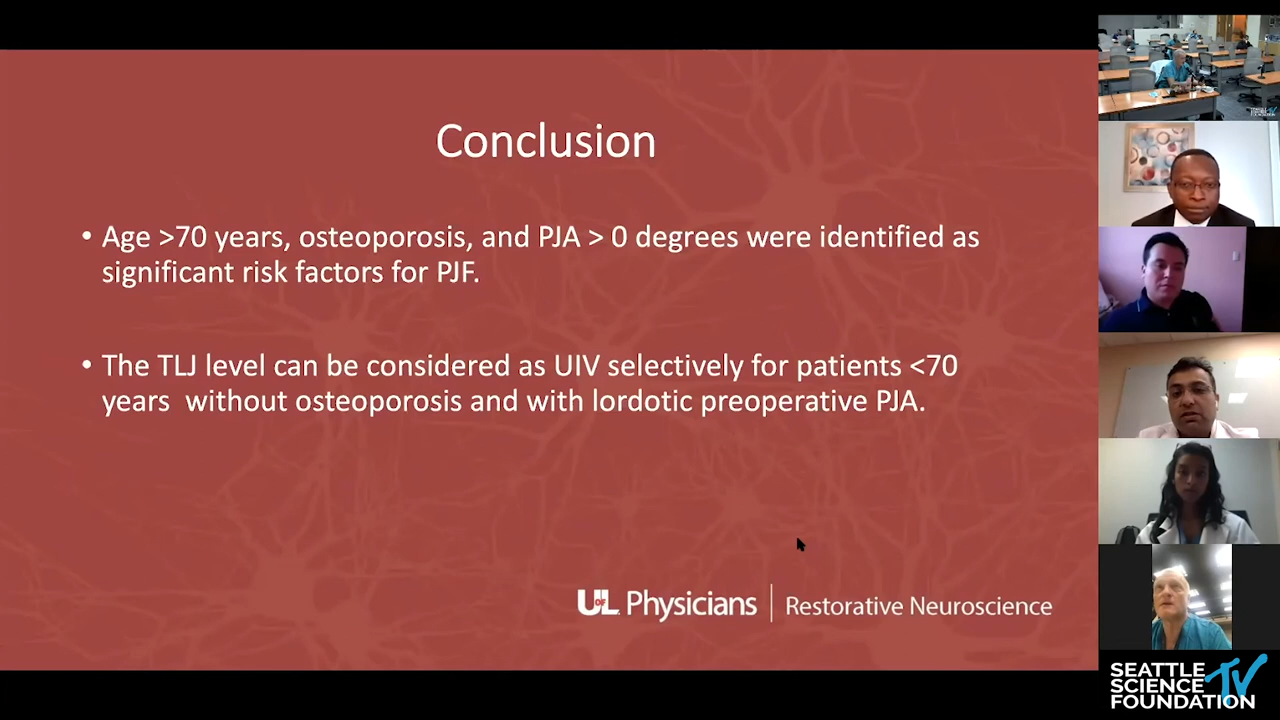 Conclusion
• Age >70 years, osteoporosis, and PJA > 0 degrees were identified as
significant risk factors for PJF.
• The TLJ level can be considered as UIV selectively for patients <70
years without osteoporosis and with lordotic preoperative PJA.
UofL Physicians | Restorative Neuroscience
SEATTLE
SCIENCE
FOUNDATION
TV